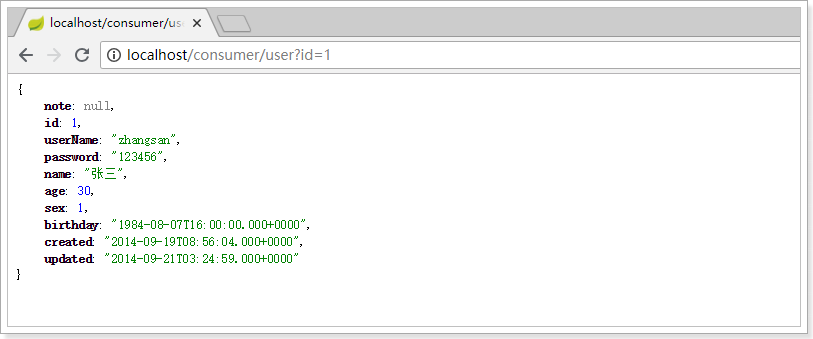 localhost/consumer/us
localhost/consumer/user?id=1
{
note: null,
id: 1,
userName: "zhangsan",
password: "123456",
name: "张三",
age: 30,
sex: 1,
birthday: "1984-08-07T16:00:00.000+0000",
created: "2014-09-19T08:56:04.000+0000",
updated: "2014-09-21T03:24:59.000+0000"
}